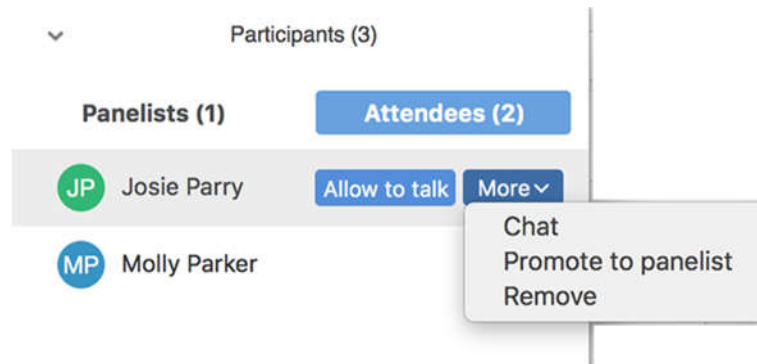 Participants (3)
Panelists (1) Attendees (2)
JP Josie Parry Allow to talk More
Chat
Promote to panelist
Remove
MP Molly Parker